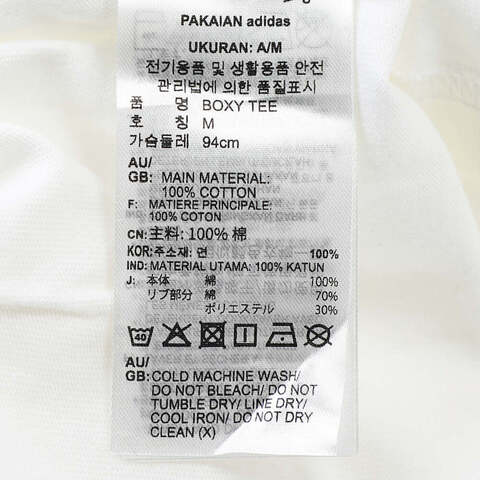 PAKAIAN adidas
UKURAN: A/M
전기용품 및 생활용품 안전
관리법에 의한 품질표시
품 명 BOXY TEE
호 칭 M
가슴둘레 94cm
AU/
GB: MAIN MATERIAL:
100% COTTON
F: MATIERE PRINCIPALE:
100% COTON
CN: 主料: 100% 棉
KOR: 주소재: 면 100%
IND: MATERIAL UTAMA: 100% KATUN
J: 本体 綿 100%
リブ部分 綿 70%
ポリエステル 30%
40
AU/
GB: COLD MACHINE WASH/
DO NOT BLEACH/ DO NOT
TUMBLE DRY/ LINE DRY/
COOL IRON/ DO NOT DRY
CLEAN (X)